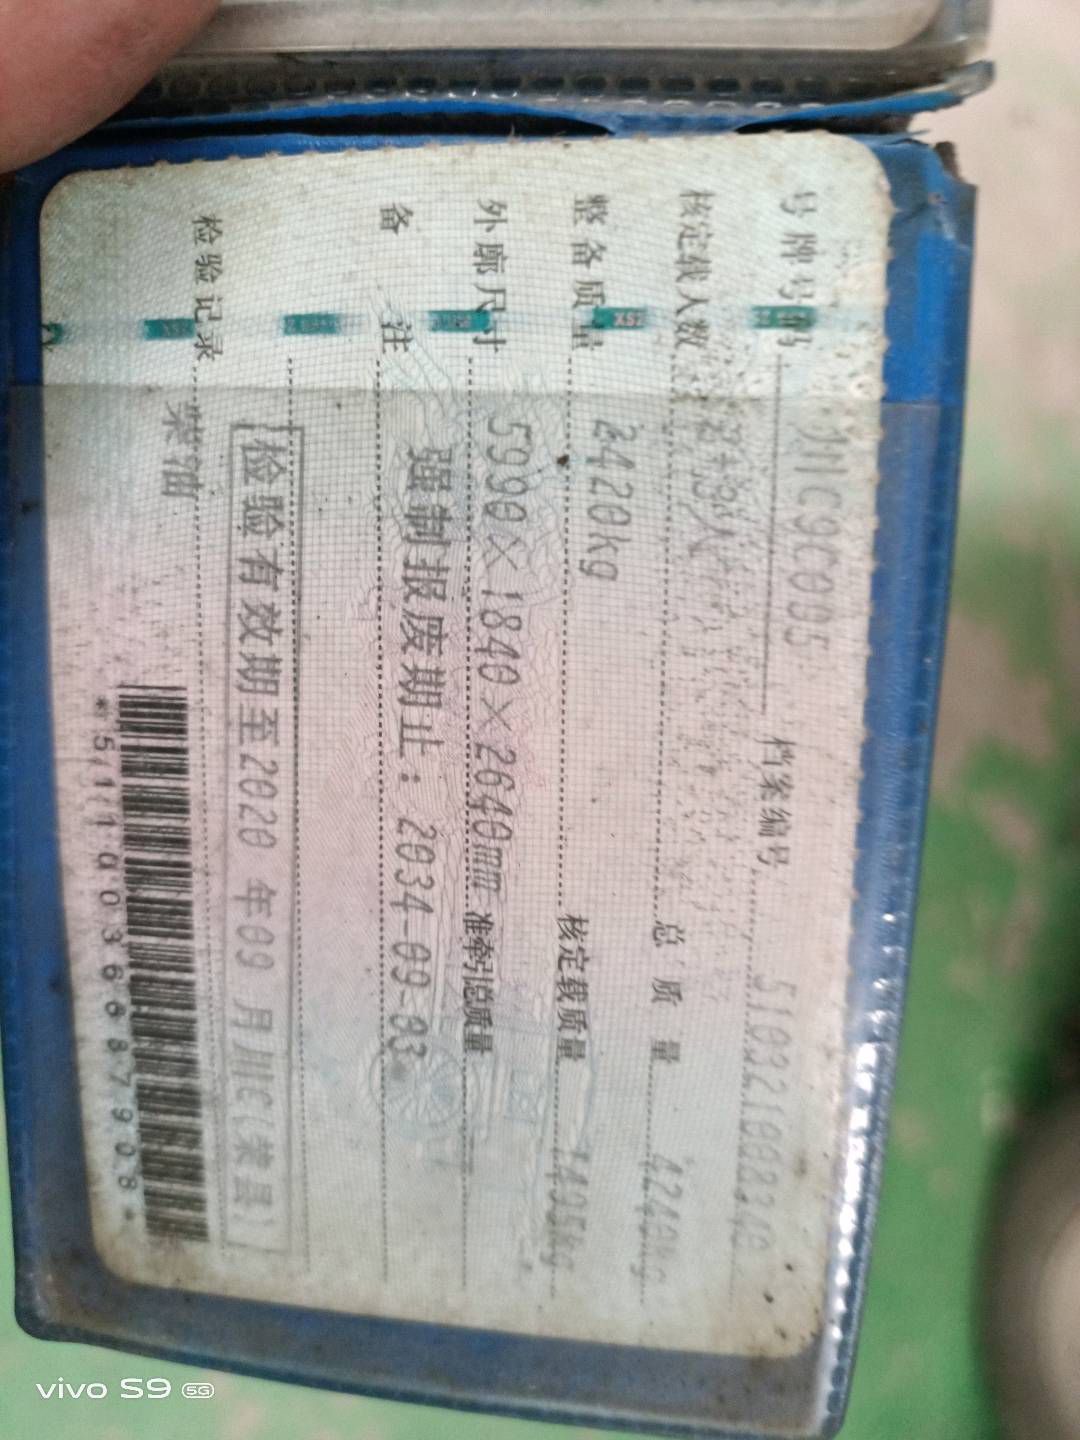 号牌号码 川C9C095 档案编号
核定载人数 总质量
整备质量 2420kg 核定载质量
外廓尺寸 5990×1840×2640mm 准牵引总质量
备注 强制报废期止：2034-09-03
检验记录 检验有效期至2020年09月川C(荣县)
柴油
*5110036687908*
vivo S9 5G